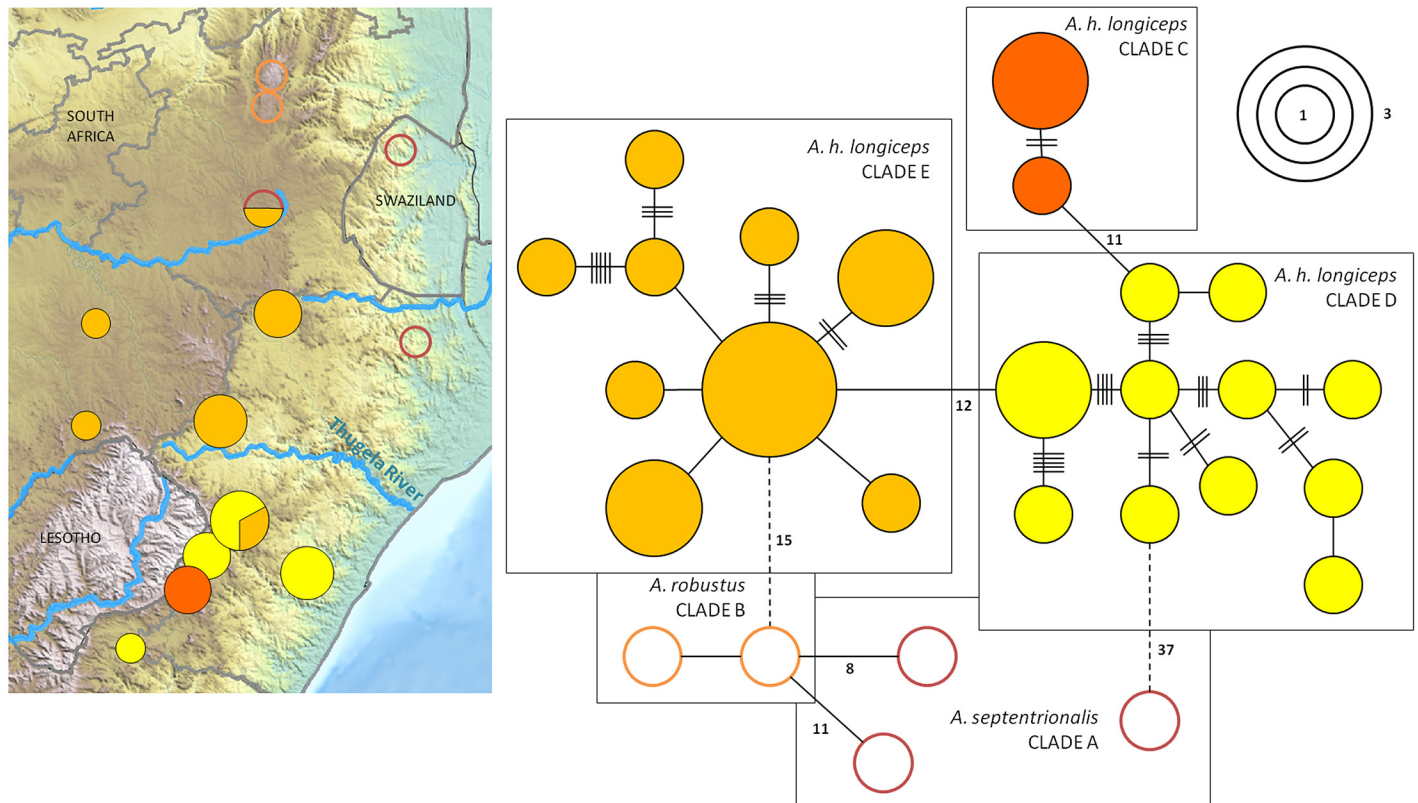 SOUTH
AFRICA
SWAZILAND
Thugela River
LESOTHO
A. h. longiceps
CLADE E
A. h. longiceps
CLADE C
1
3
11
A. h. longiceps
CLADE D
12
15
A. robustus
CLADE B
8
11
37
A. septentrionalis
CLADE A